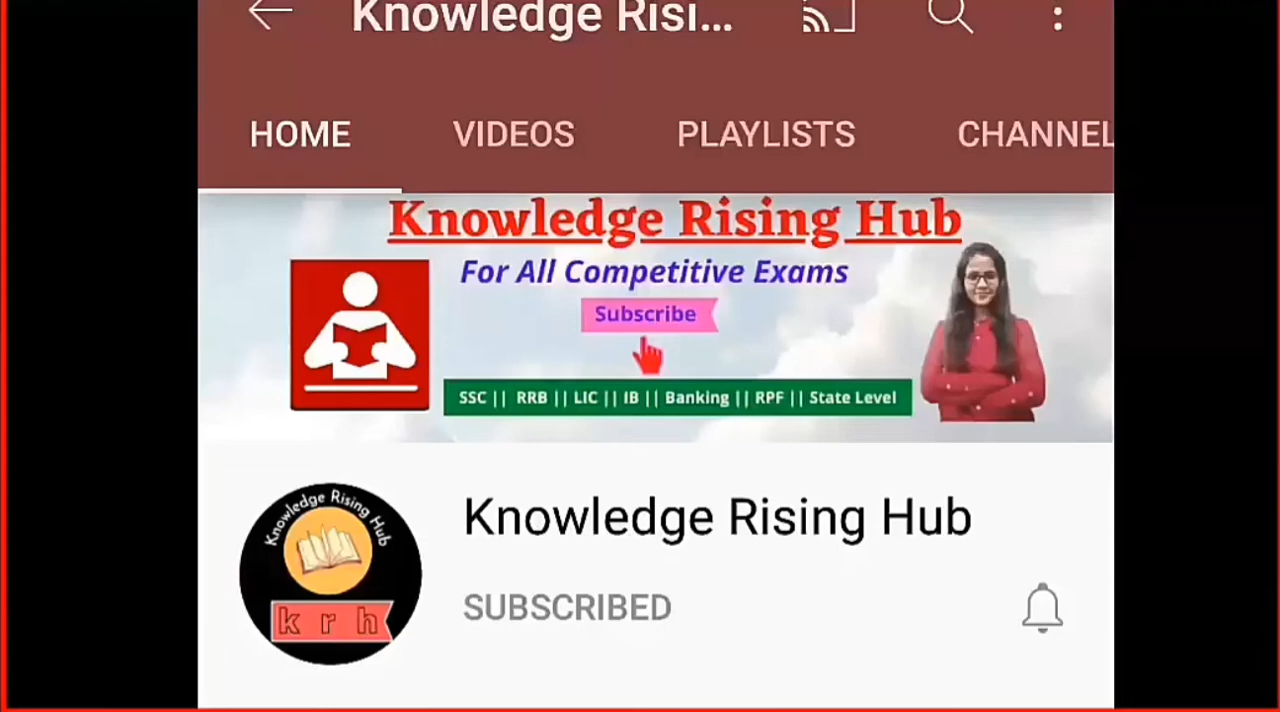 Knowledge Risi...
HOME VIDEOS PLAYLISTS CHANNEL
Knowledge Rising Hub
For All Competitive Exams
Subscribe
SSC || RRB || LIC || IB || Banking || RPF || State Level
Knowledge Rising Hub
k r h
Knowledge Rising Hub
SUBSCRIBED